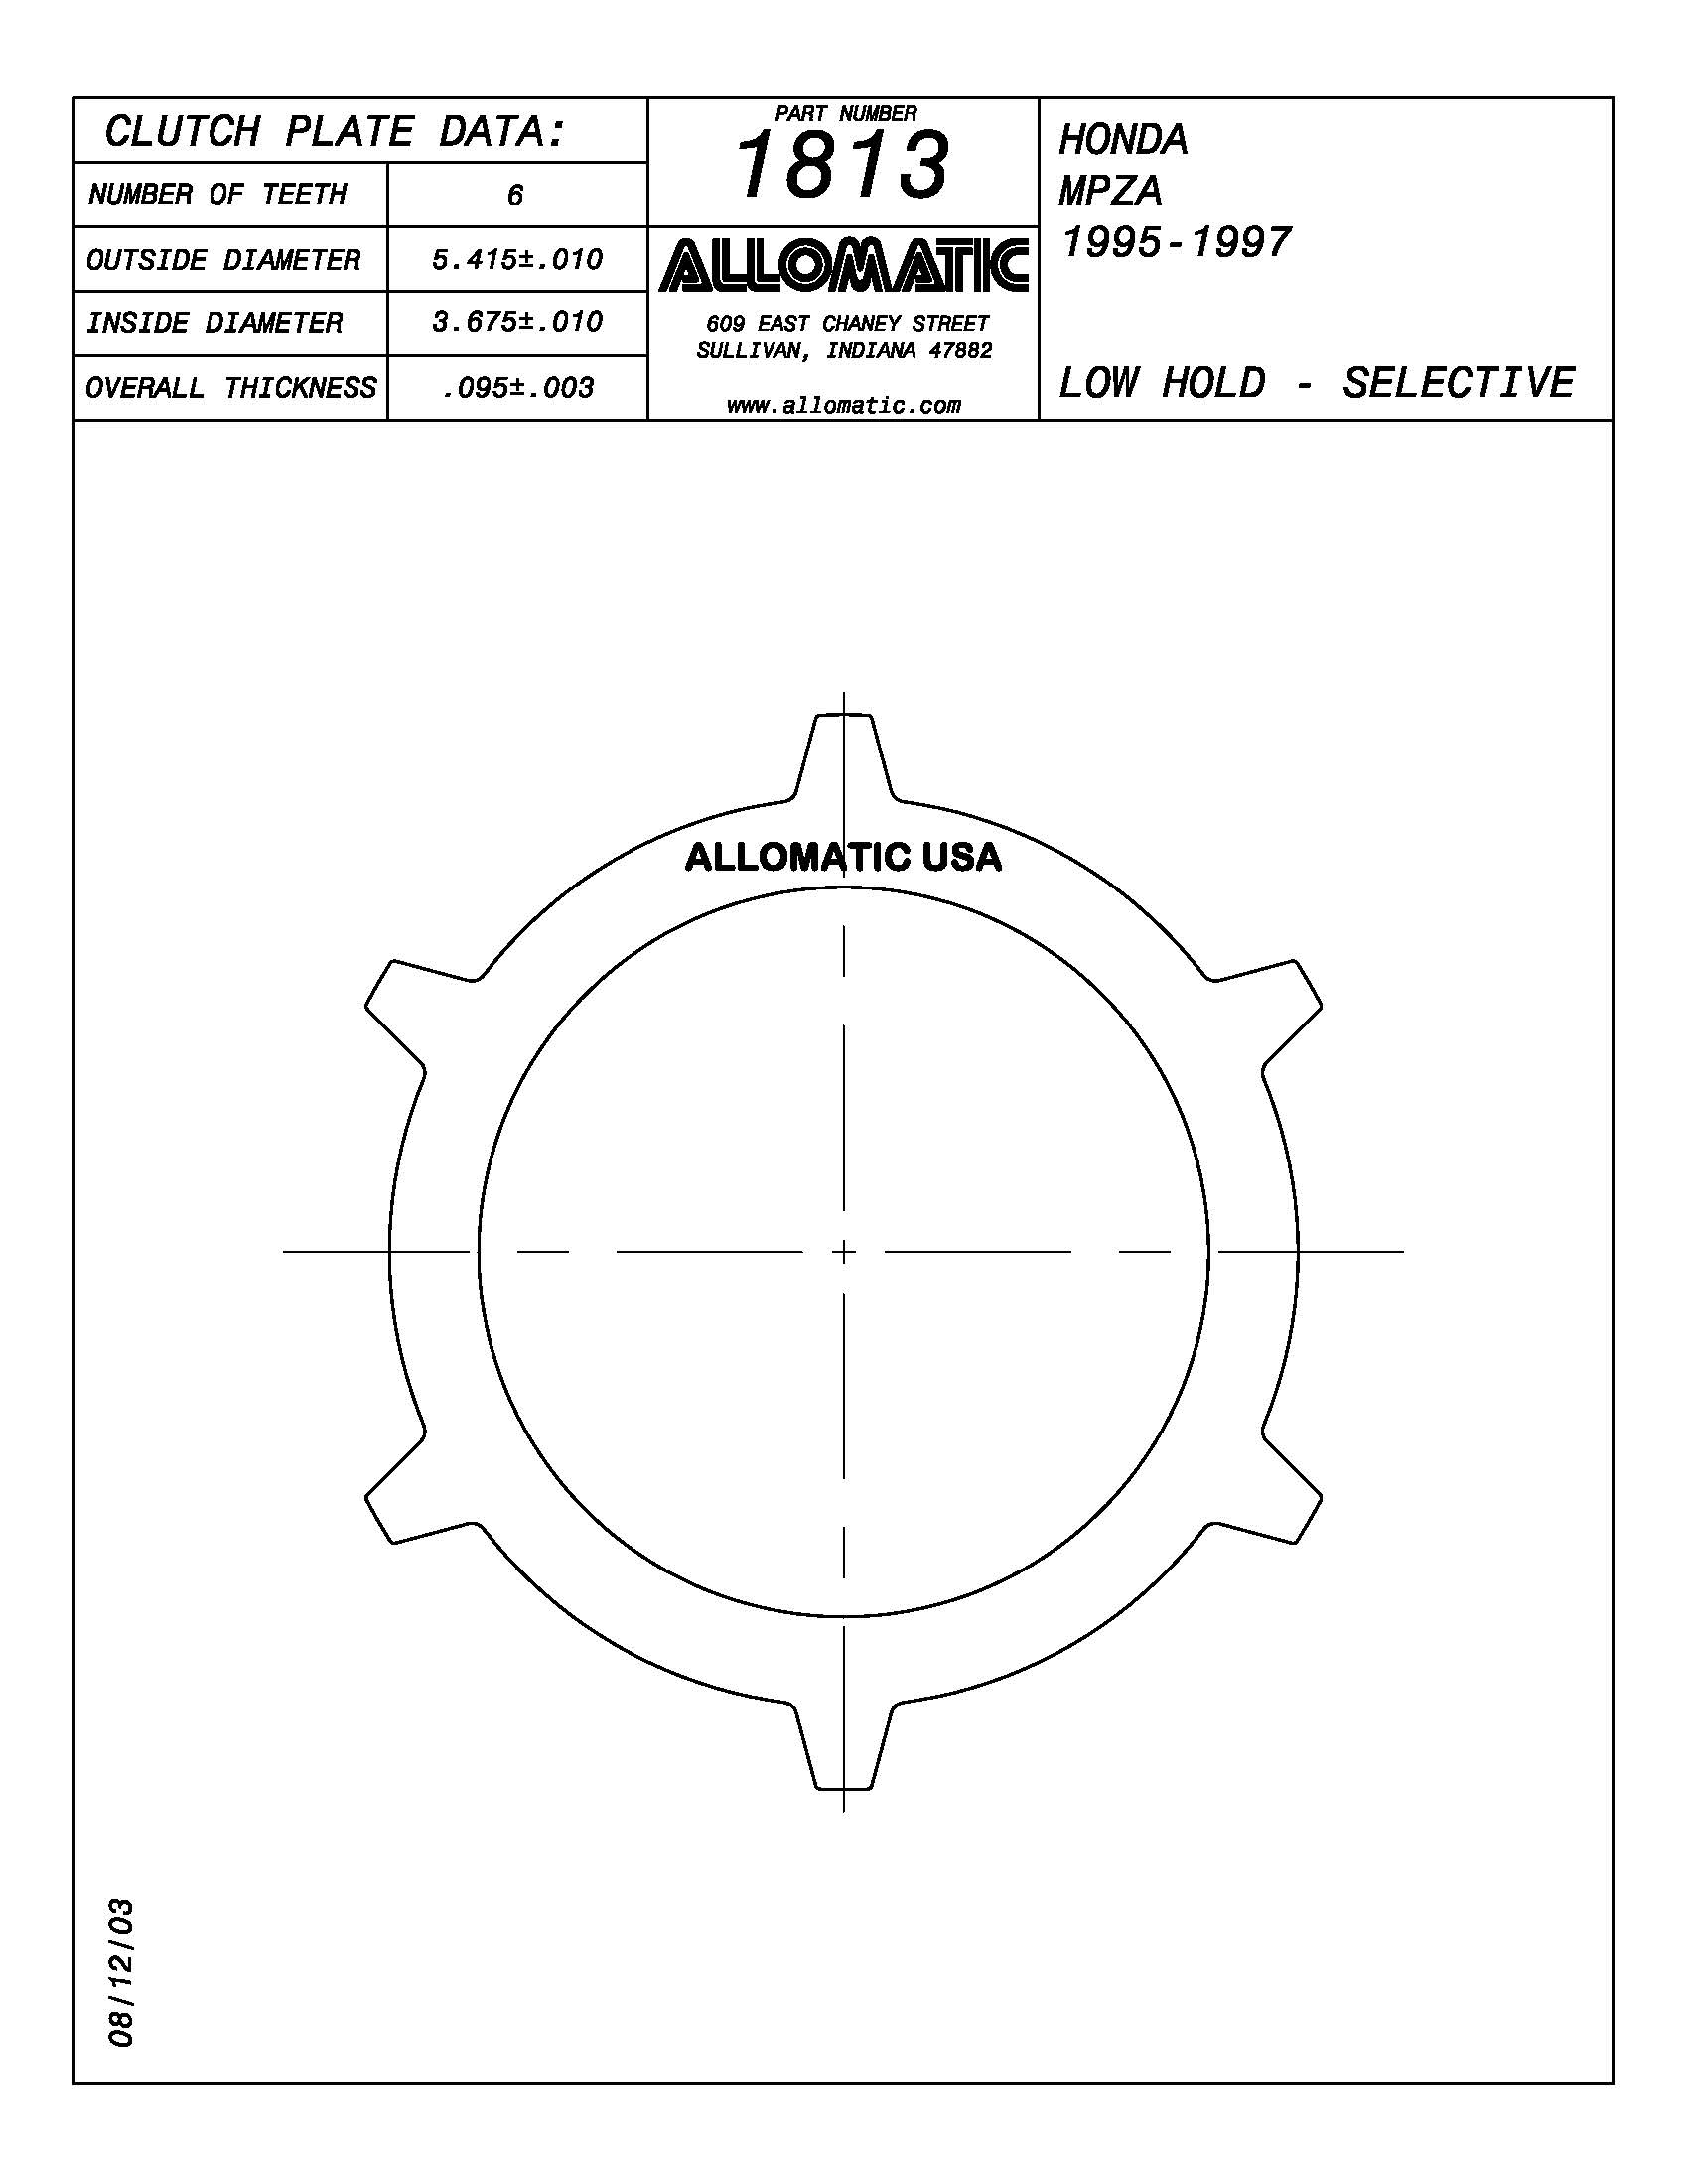 CLUTCH PLATE DATA:
NUMBER OF TEETH 6
OUTSIDE DIAMETER 5.415±.010
INSIDE DIAMETER 3.675±.010
OVERALL THICKNESS .095±.003
PART NUMBER
1813
ALLOMATIC
609 EAST CHANEY STREET
SULLIVAN, INDIANA 47882
www.allomatic.com
HONDA
MPZA
1995-1997
LOW HOLD - SELECTIVE
ALLOMATIC USA
08/12/03